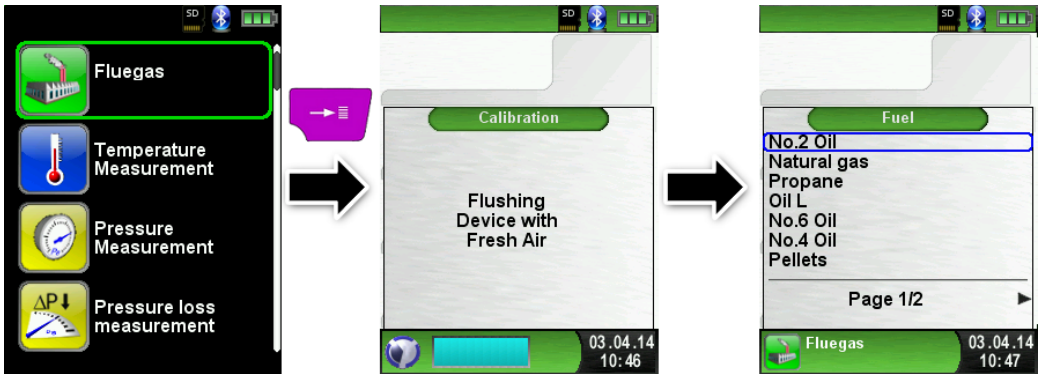 SD
Fluegas
Temperature
Measurement
Pressure
Measurement
ΔP
Pressure loss
measurement
SD
Calibration
Flushing
Device with
Fresh Air
03.04.14
10:46
SD
Fuel
No.2 Oil
Natural gas
Propane
Oil L
No.6 Oil
No.4 Oil
Pellets
Page 1/2
Fluegas
03.04.14
10:47